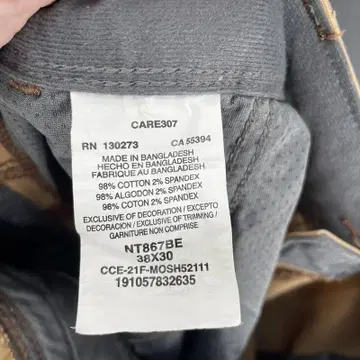 CARE307
RN 130273 CA 55394
MADE IN BANGLADESH
HECHO EN BANGLADESH
FABRIQUE AU BANGLADESH
98% COTTON 2% SPANDEX
98% ALGODON 2% SPANDEX
98% COTON 2% SPANDEX
EXCLUSIVE OF DECORATION / EXCEPTO
DECORACION / EXCLUSIVE OF TRIMMING /
GARNITURE NON COMPRISE
NT867BE
38X30
CCE-21F-MOSH52111
191057832635